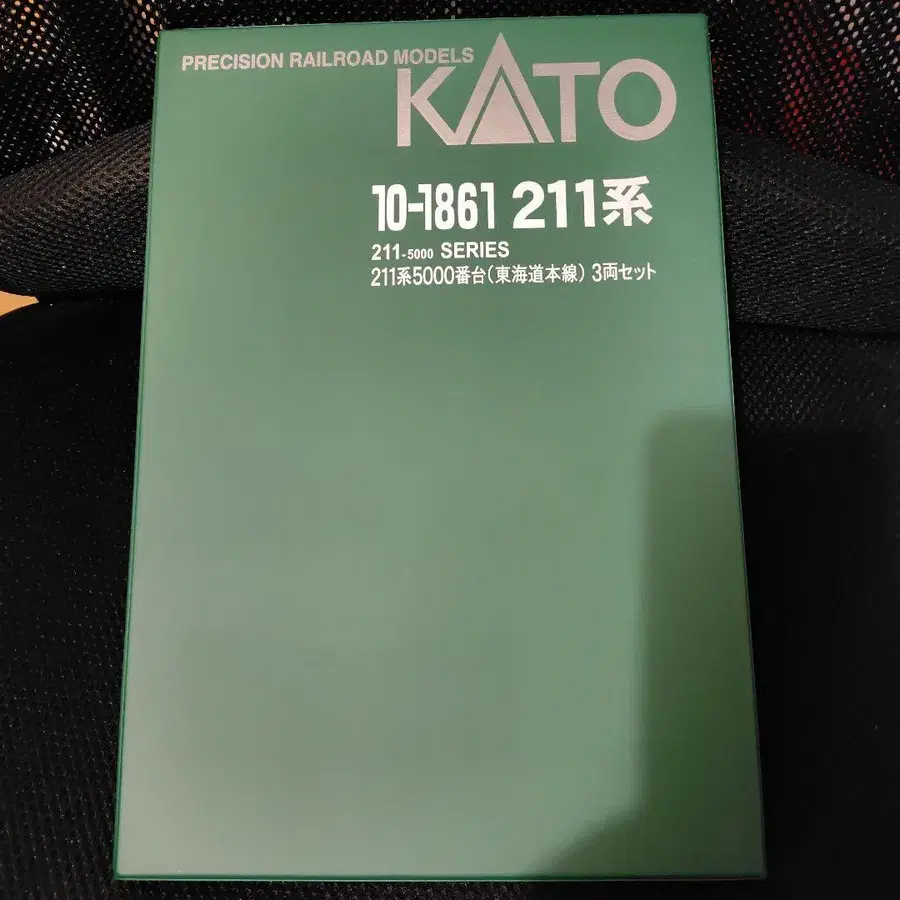 PRECISION RAILROAD MODELS
KATO
10-1861 211系
211-5000 SERIES
211系5000番台(東海道本線) 3両セット